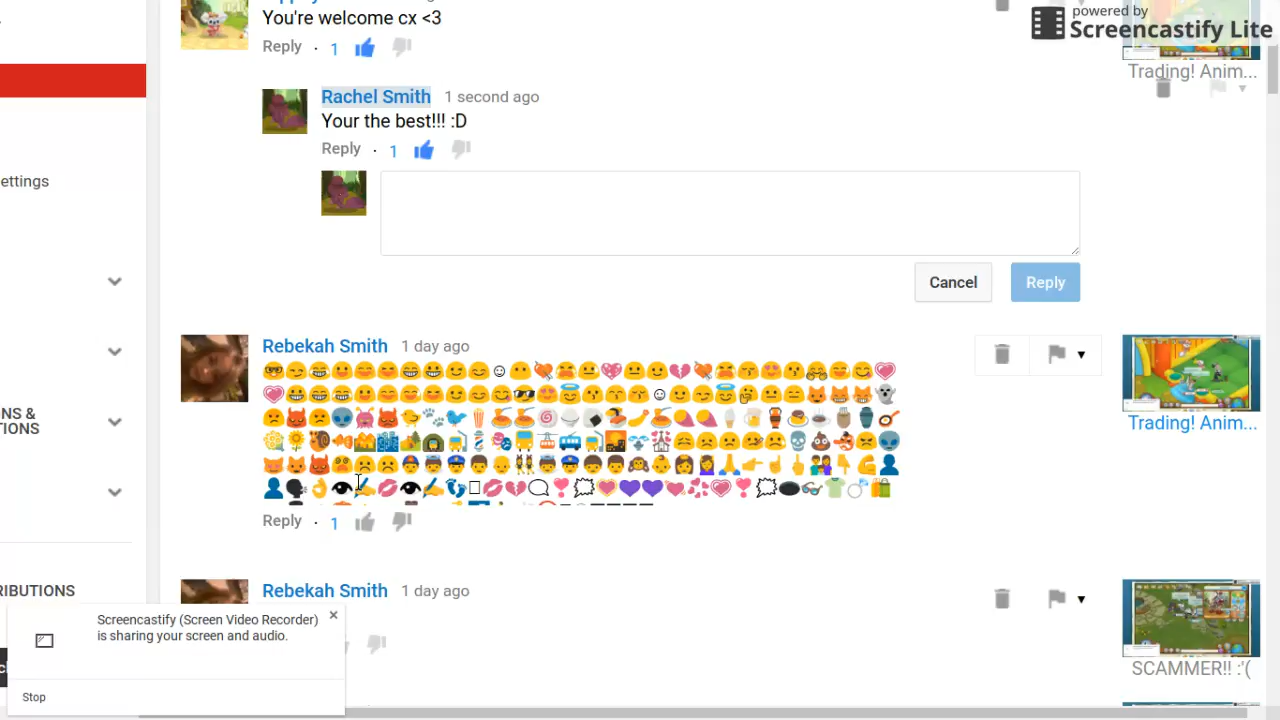 powered by
Screencastify Lite
You're welcome cx <3
Reply · 1
Trading! Anim...
Rachel Smith 1 second ago
Your the best!!! :D
Reply · 1
ettings
Cancel Reply
Rebekah Smith 1 day ago
Trading! Anim...
NS &
TIONS
Reply · 1
Rebekah Smith 1 day ago
RIBUTIONS
Screencastify (Screen Video Recorder)
is sharing your screen and audio.
SCAMMER!! :'(
Stop